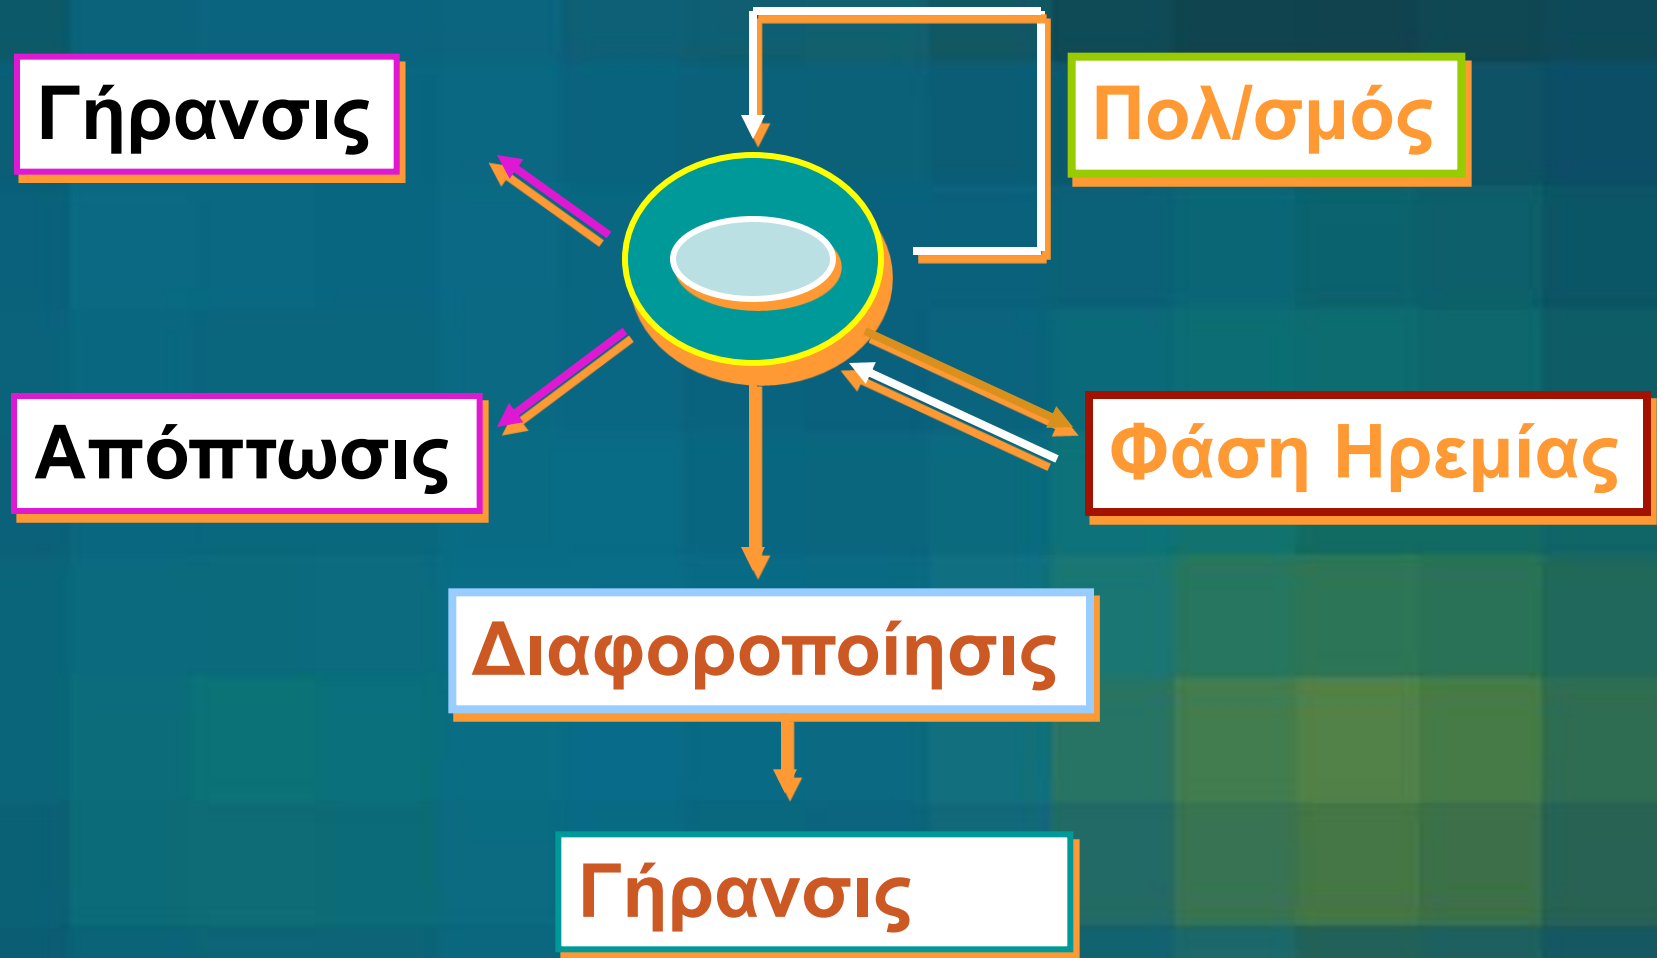 Γήρανσις
Πολ/σμός
Απόπτωσις
Φάση Ηρεμίας
Διαφοροποίησις
Γήρανσις